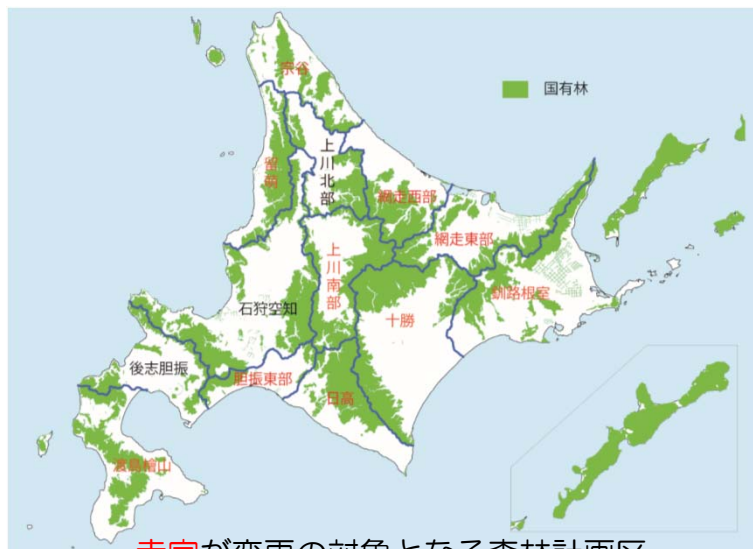 宗谷
国有林
上川北部
留萌
網走西部
網走東部
上川南部
釧路根室
石狩空知
十勝
後志胆振
胆振東部
日高
渡島檜山
赤字が変更の対象となる森林計画区